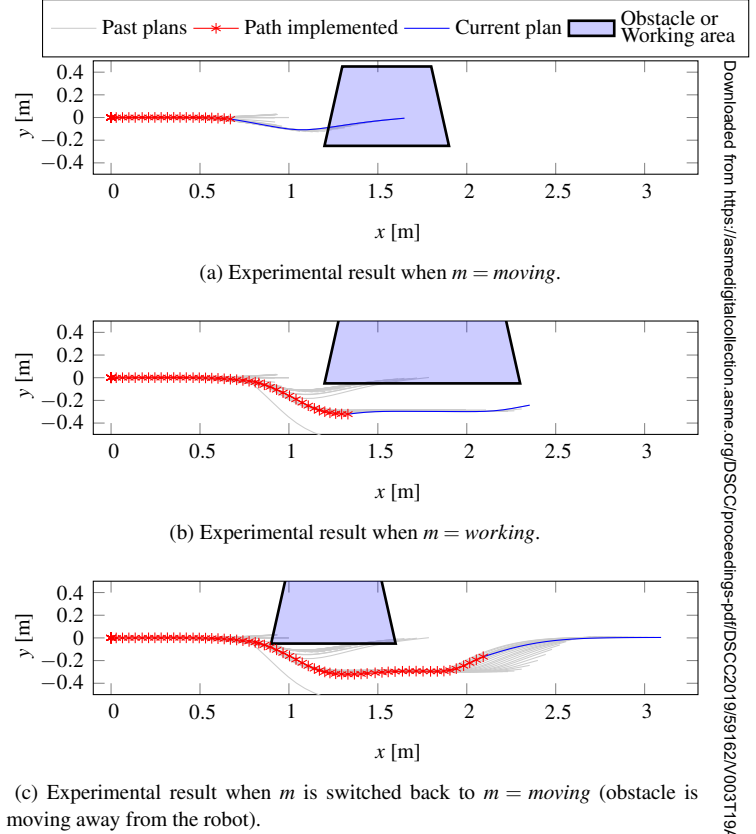 Past plans Path implemented Current plan Obstacle or
Working area
0.4
0.2
0
−0.2
−0.4
y [m]
0 0.5 1 1.5 2 2.5 3
x [m]
(a) Experimental result when m = moving.
0.4
0.2
0
−0.2
−0.4
y [m]
0 0.5 1 1.5 2 2.5 3
x [m]
(b) Experimental result when m = working.
0.4
0.2
0
−0.2
−0.4
y [m]
0 0.5 1 1.5 2 2.5 3
x [m]
(c) Experimental result when m is switched back to m = moving (obstacle is
moving away from the robot).
Downloaded from https://asmedigitalcollection.asme.org/DSCC/proceedings-pdf/DSCC2019/59162/V003T19A